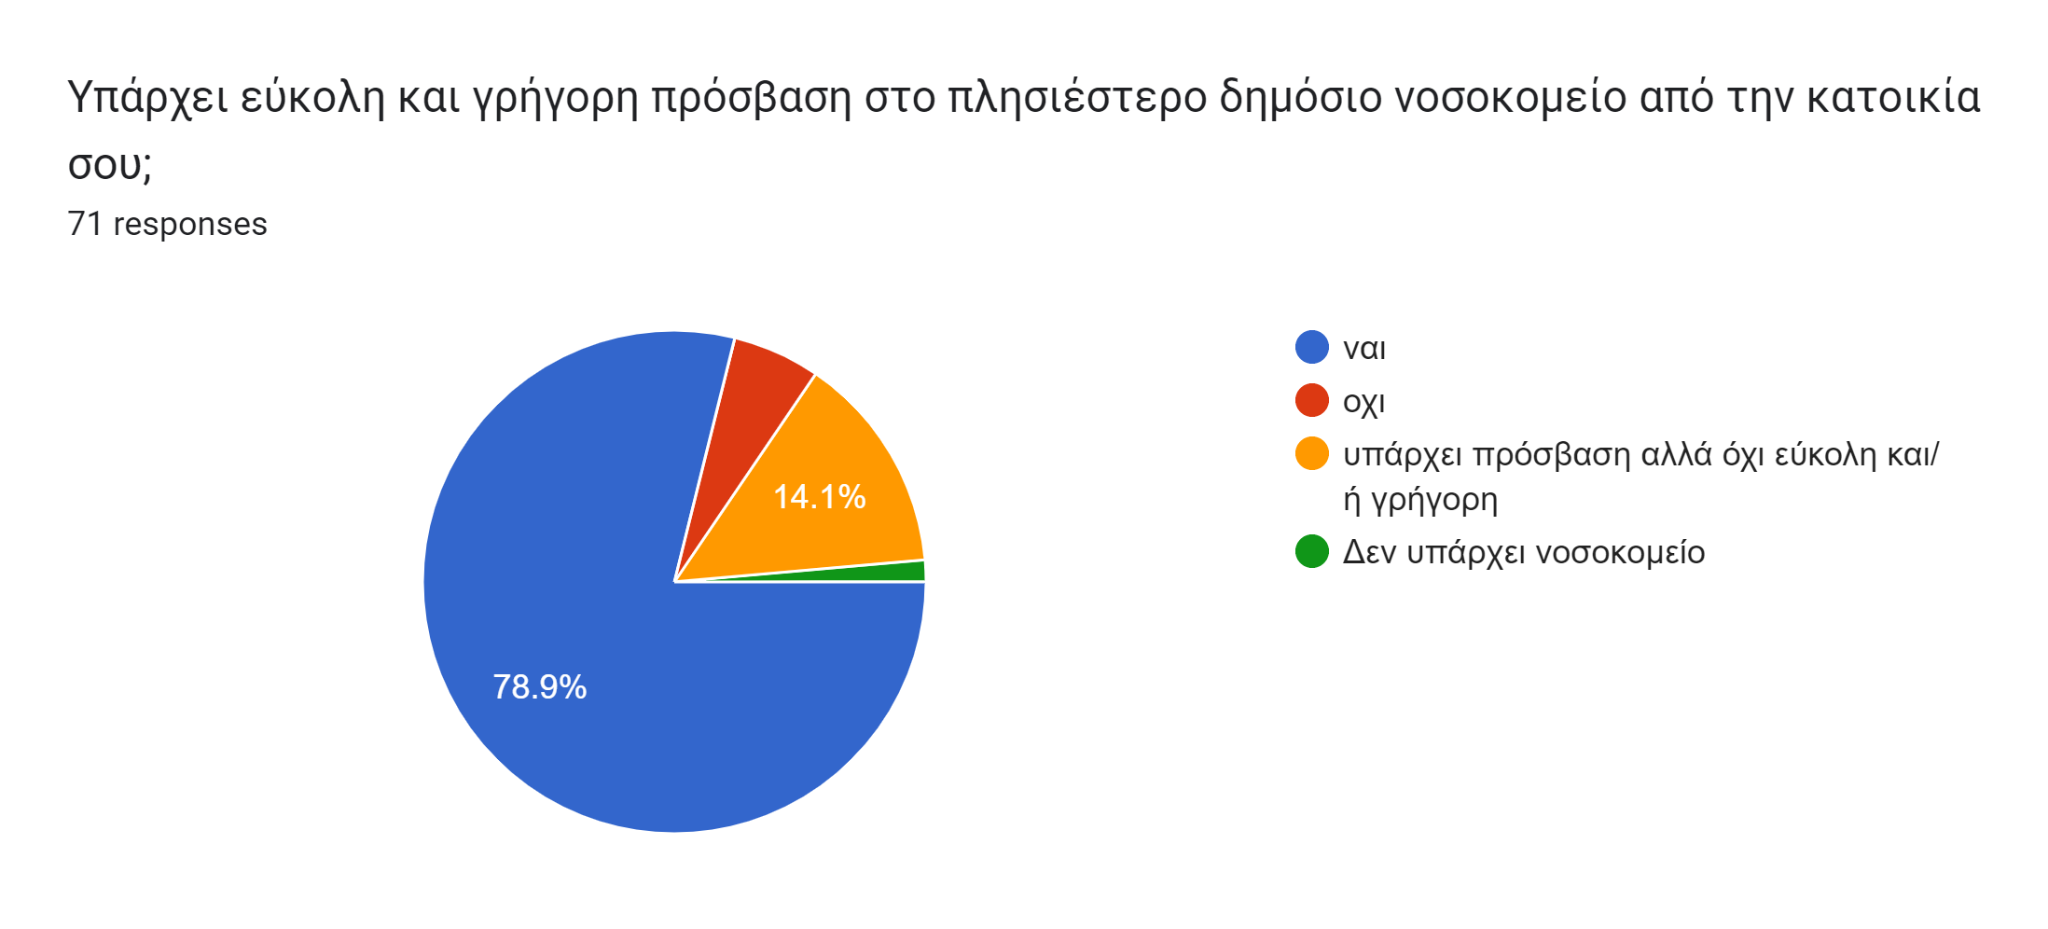 Υπάρχει εύκολη και γρήγορη πρόσβαση στο πλησιέστερο δημόσιο νοσοκομείο από την κατοικία
σου;
71 responses
ναι
οχι
υπάρχει πρόσβαση αλλά όχι εύκολη και/
ή γρήγορη
Δεν υπάρχει νοσοκομείο
14.1%
78.9%